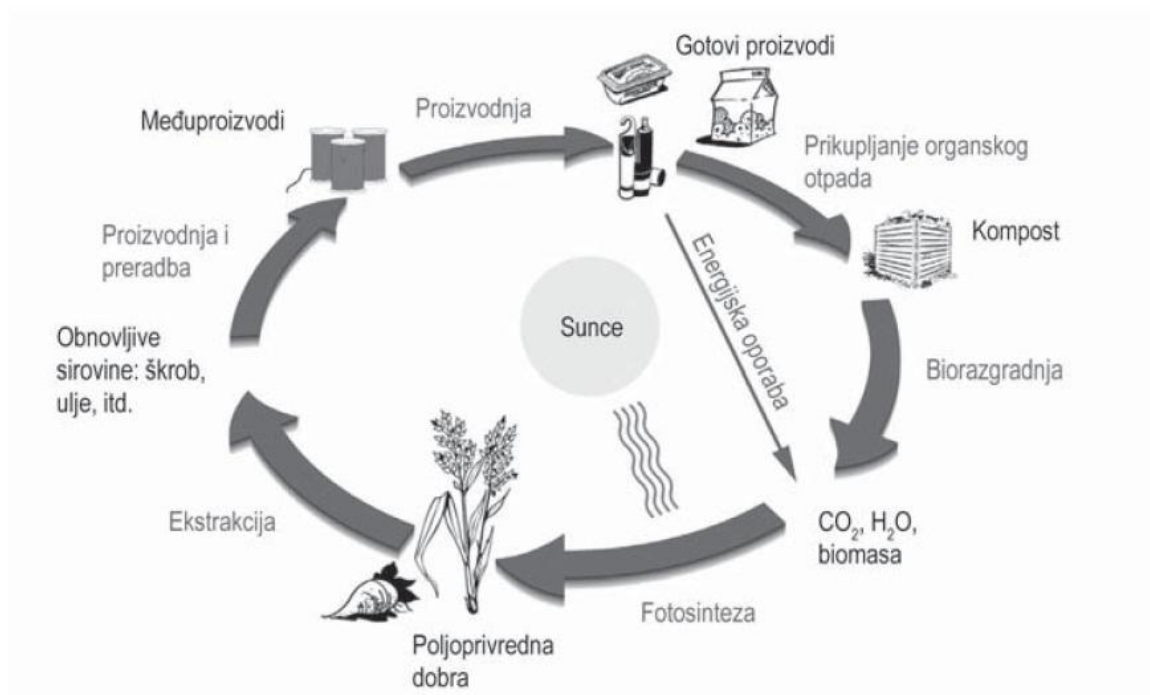 Gotovi proizvodi
Međuproizvodi
Proizvodnja
Prikupljanje organskog
otpada
Kompost
Proizvodnja i
preradba
Energijska oporaba
Sunce
Obnovljive
sirovine: škrob,
ulje, itd.
Biorazgradnja
Ekstrakcija
CO₂, H₂O,
biomasa
Fotosinteza
Poljoprivredna
dobra